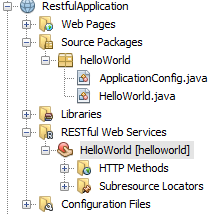 RestfulApplication
Web Pages
Source Packages
helloWorld
ApplicationConfig.java
HelloWorld.java
Libraries
RESTful Web Services
HelloWorld [helloworld]
HTTP Methods
Subresource Locators
Configuration Files